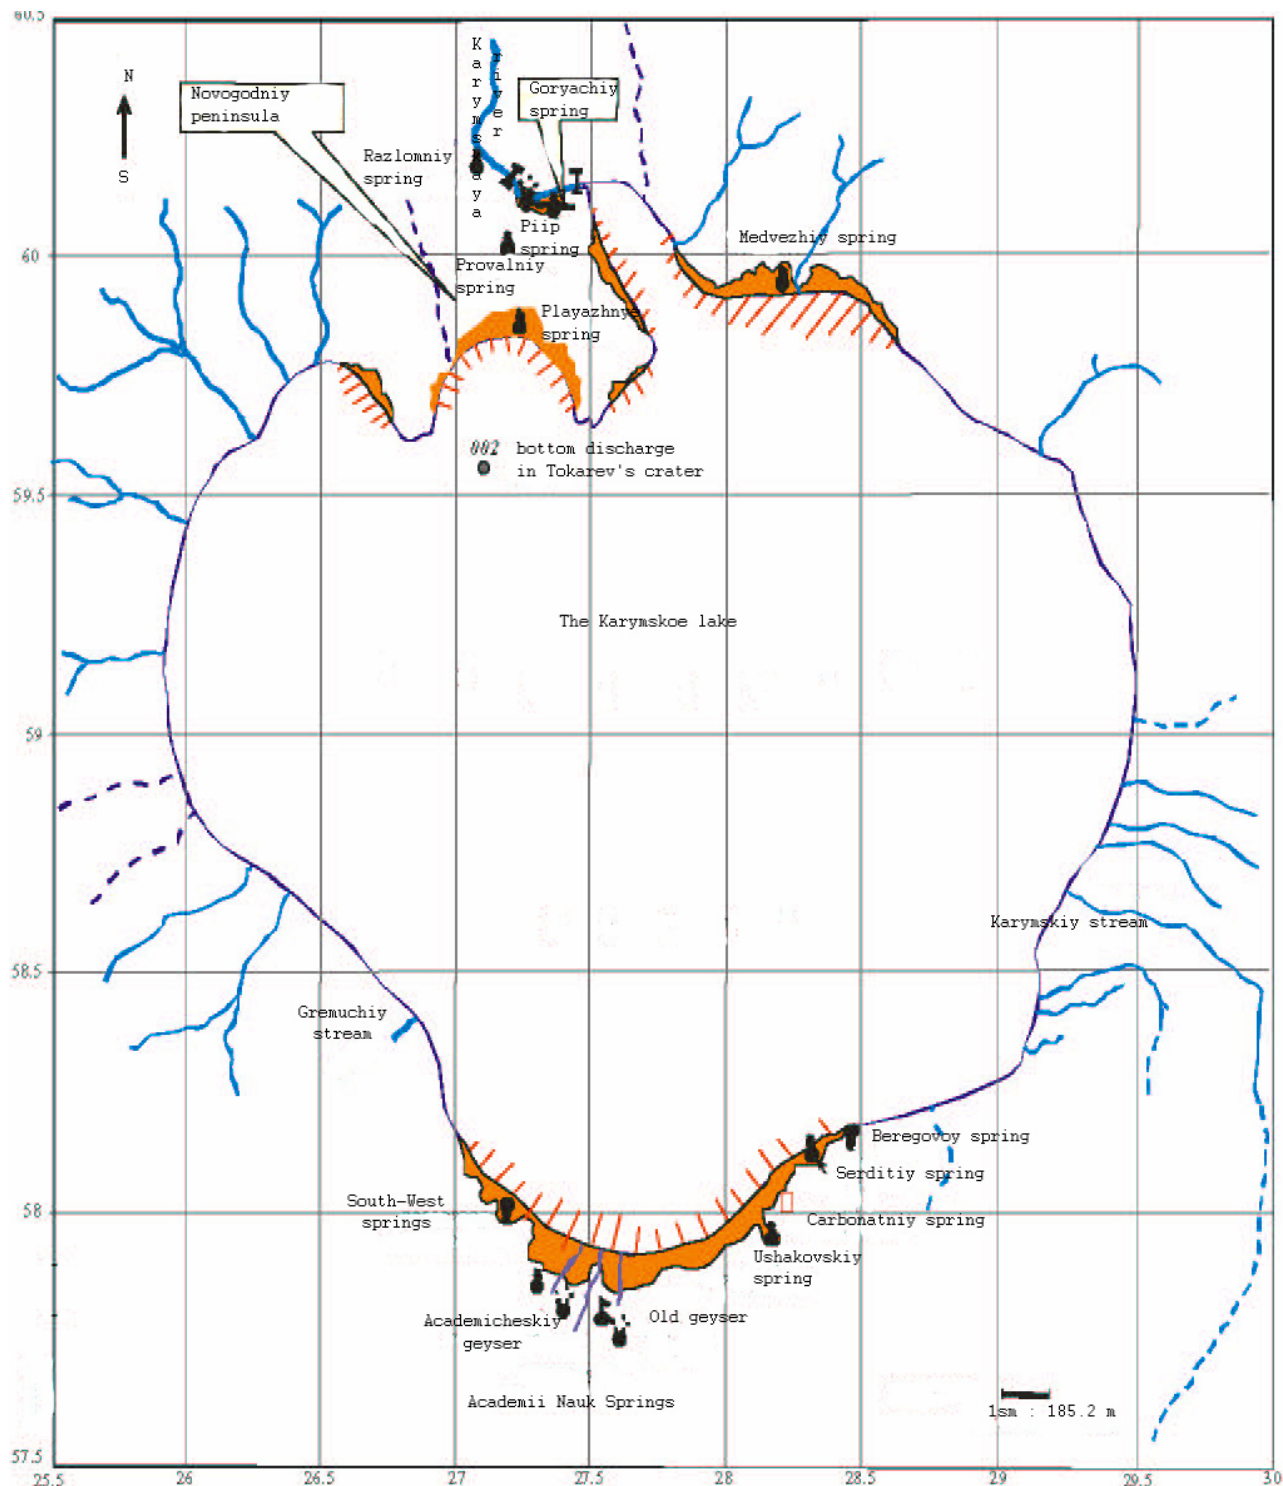 60.5
N
S
Novogodniy
peninsula
Karymskaya
river
Goryachiy
spring
Razlomniy
spring
Piip
spring
Medvezhiy spring
60
Provalniy
spring
Playazhnye
spring
002 bottom discharge
in Tokarev's crater
59.5
The Karymskoe lake
59
Karymskiy stream
58.5
Gremuchiy
stream
Beregovoy spring
Serditiy spring
South-West
springs
58
Carbonatniy spring
Ushakovskiy
spring
Academicheskiy
geyser
Old geyser
Academii Nauk Springs
1sm : 185.2 m
57.5
25.5 26 26.5 27 27.5 28 28.5 29 29.5 30